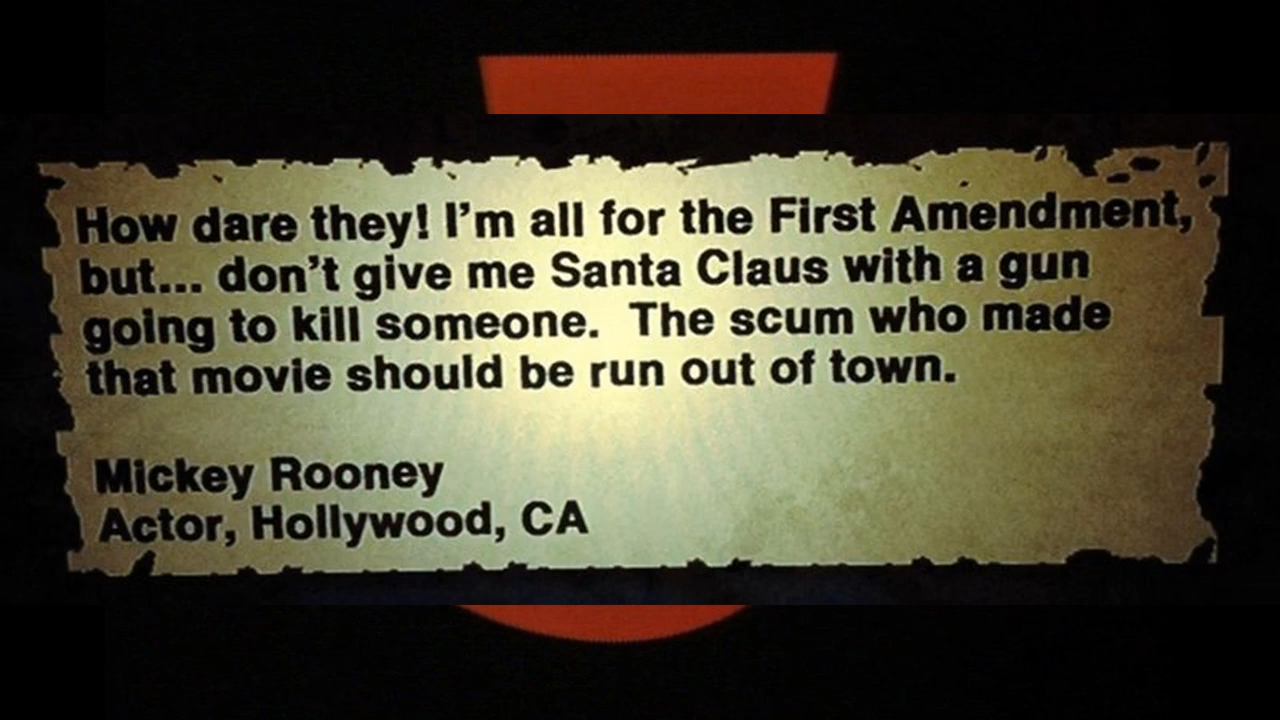 How dare they! I'm all for the First Amendment,
but... don't give me Santa Claus with a gun
going to kill someone.  The scum who made
that movie should be run out of town.
Mickey Rooney
Actor, Hollywood, CA